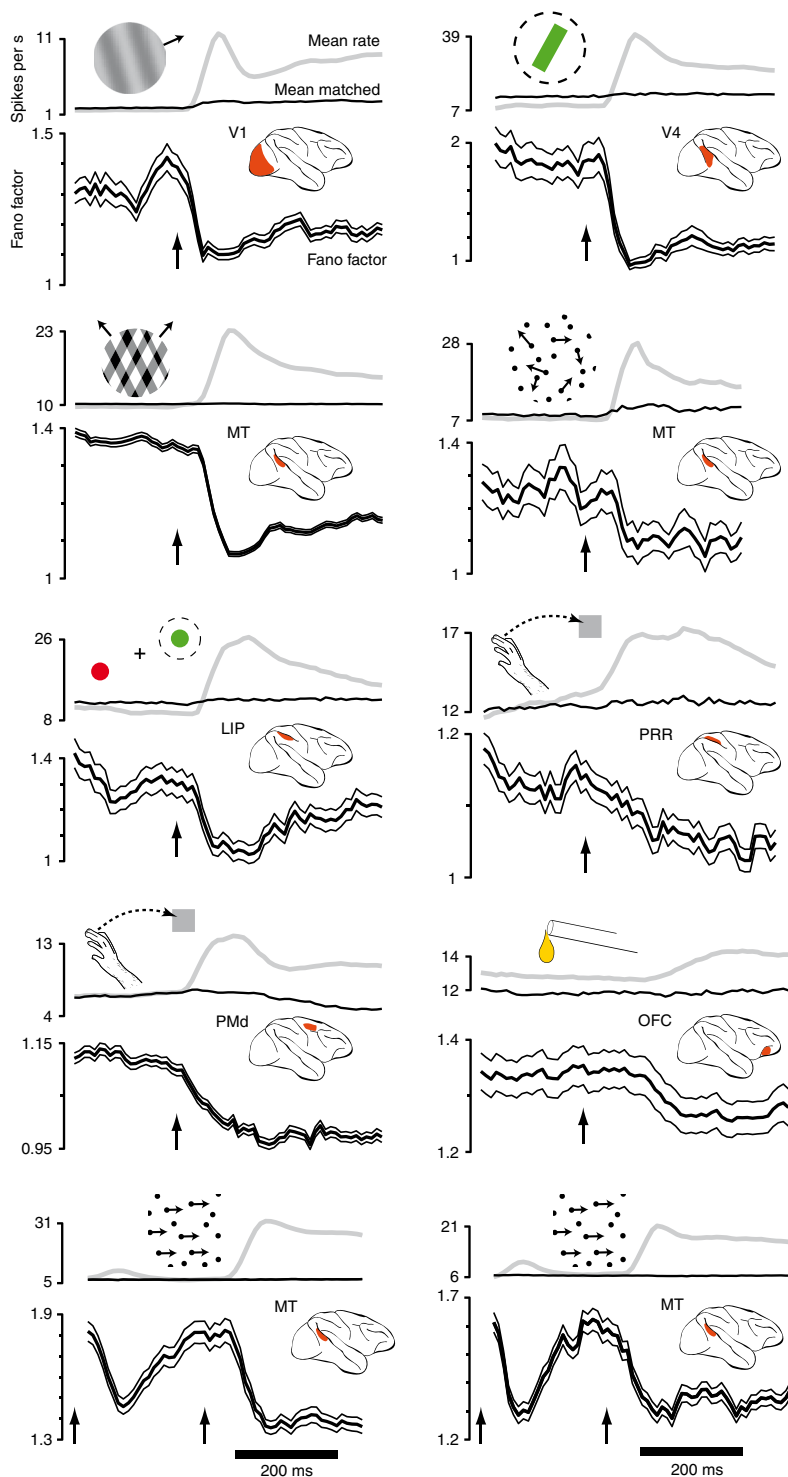 Spikes per s
11
Mean rate
Mean matched
1
1.5
V1
Fano factor
Fano factor
1
39
7
2
V4
1
23
10
1.4
MT
1
28
7
1.4
MT
1
26
+
8
LIP
1.4
1
17
12
1.2
PRR
1
13
4
PMd
1.15
0.95
14
12
OFC
1.4
1.2
31
5
1.9
MT
1.3
200 ms
21
6
1.7
MT
1.2
200 ms